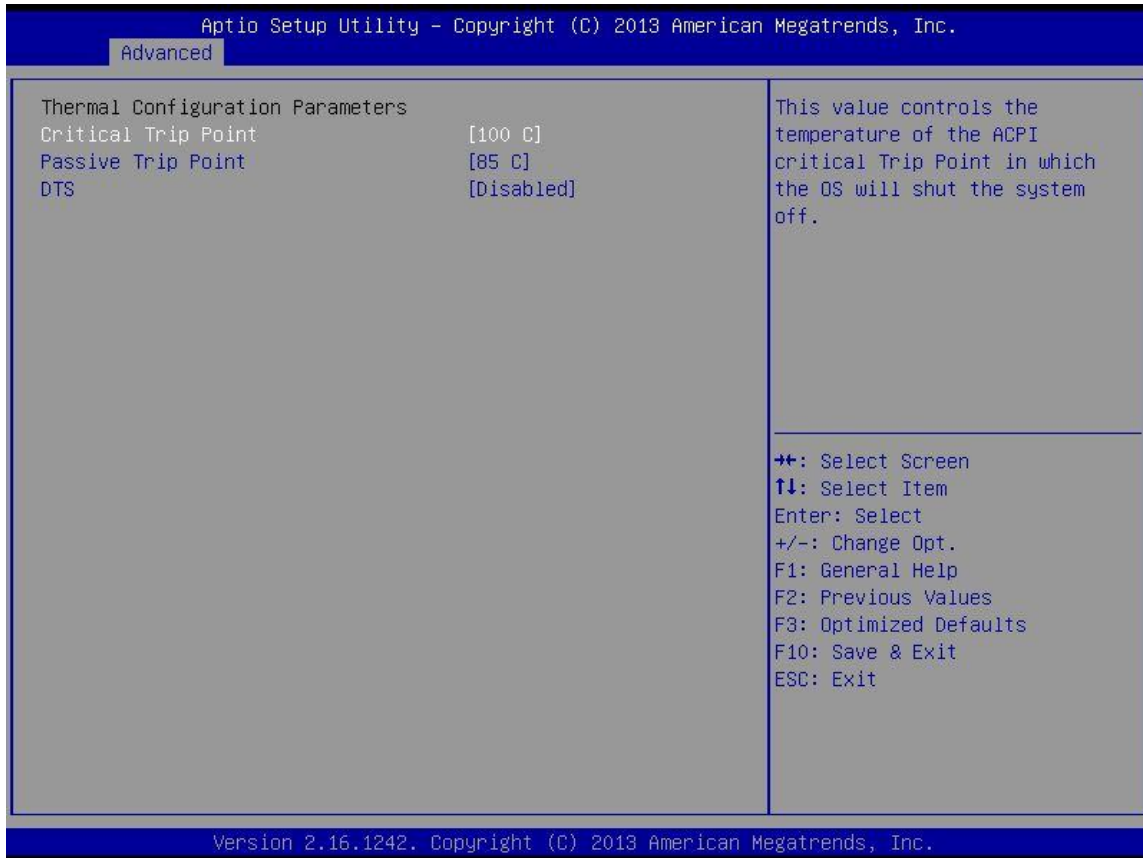 Aptio Setup Utility – Copyright (C) 2013 American Megatrends, Inc.
Advanced
Thermal Configuration Parameters
Critical Trip Point [100 C]
Passive Trip Point [85 C]
DTS [Disabled]
This value controls the
temperature of the ACPI
critical Trip Point in which
the OS will shut the system
off.
→←: Select Screen
↑↓: Select Item
Enter: Select
+/-: Change Opt.
F1: General Help
F2: Previous Values
F3: Optimized Defaults
F10: Save & Exit
ESC: Exit
Version 2.16.1242. Copyright (C) 2013 American Megatrends, Inc.